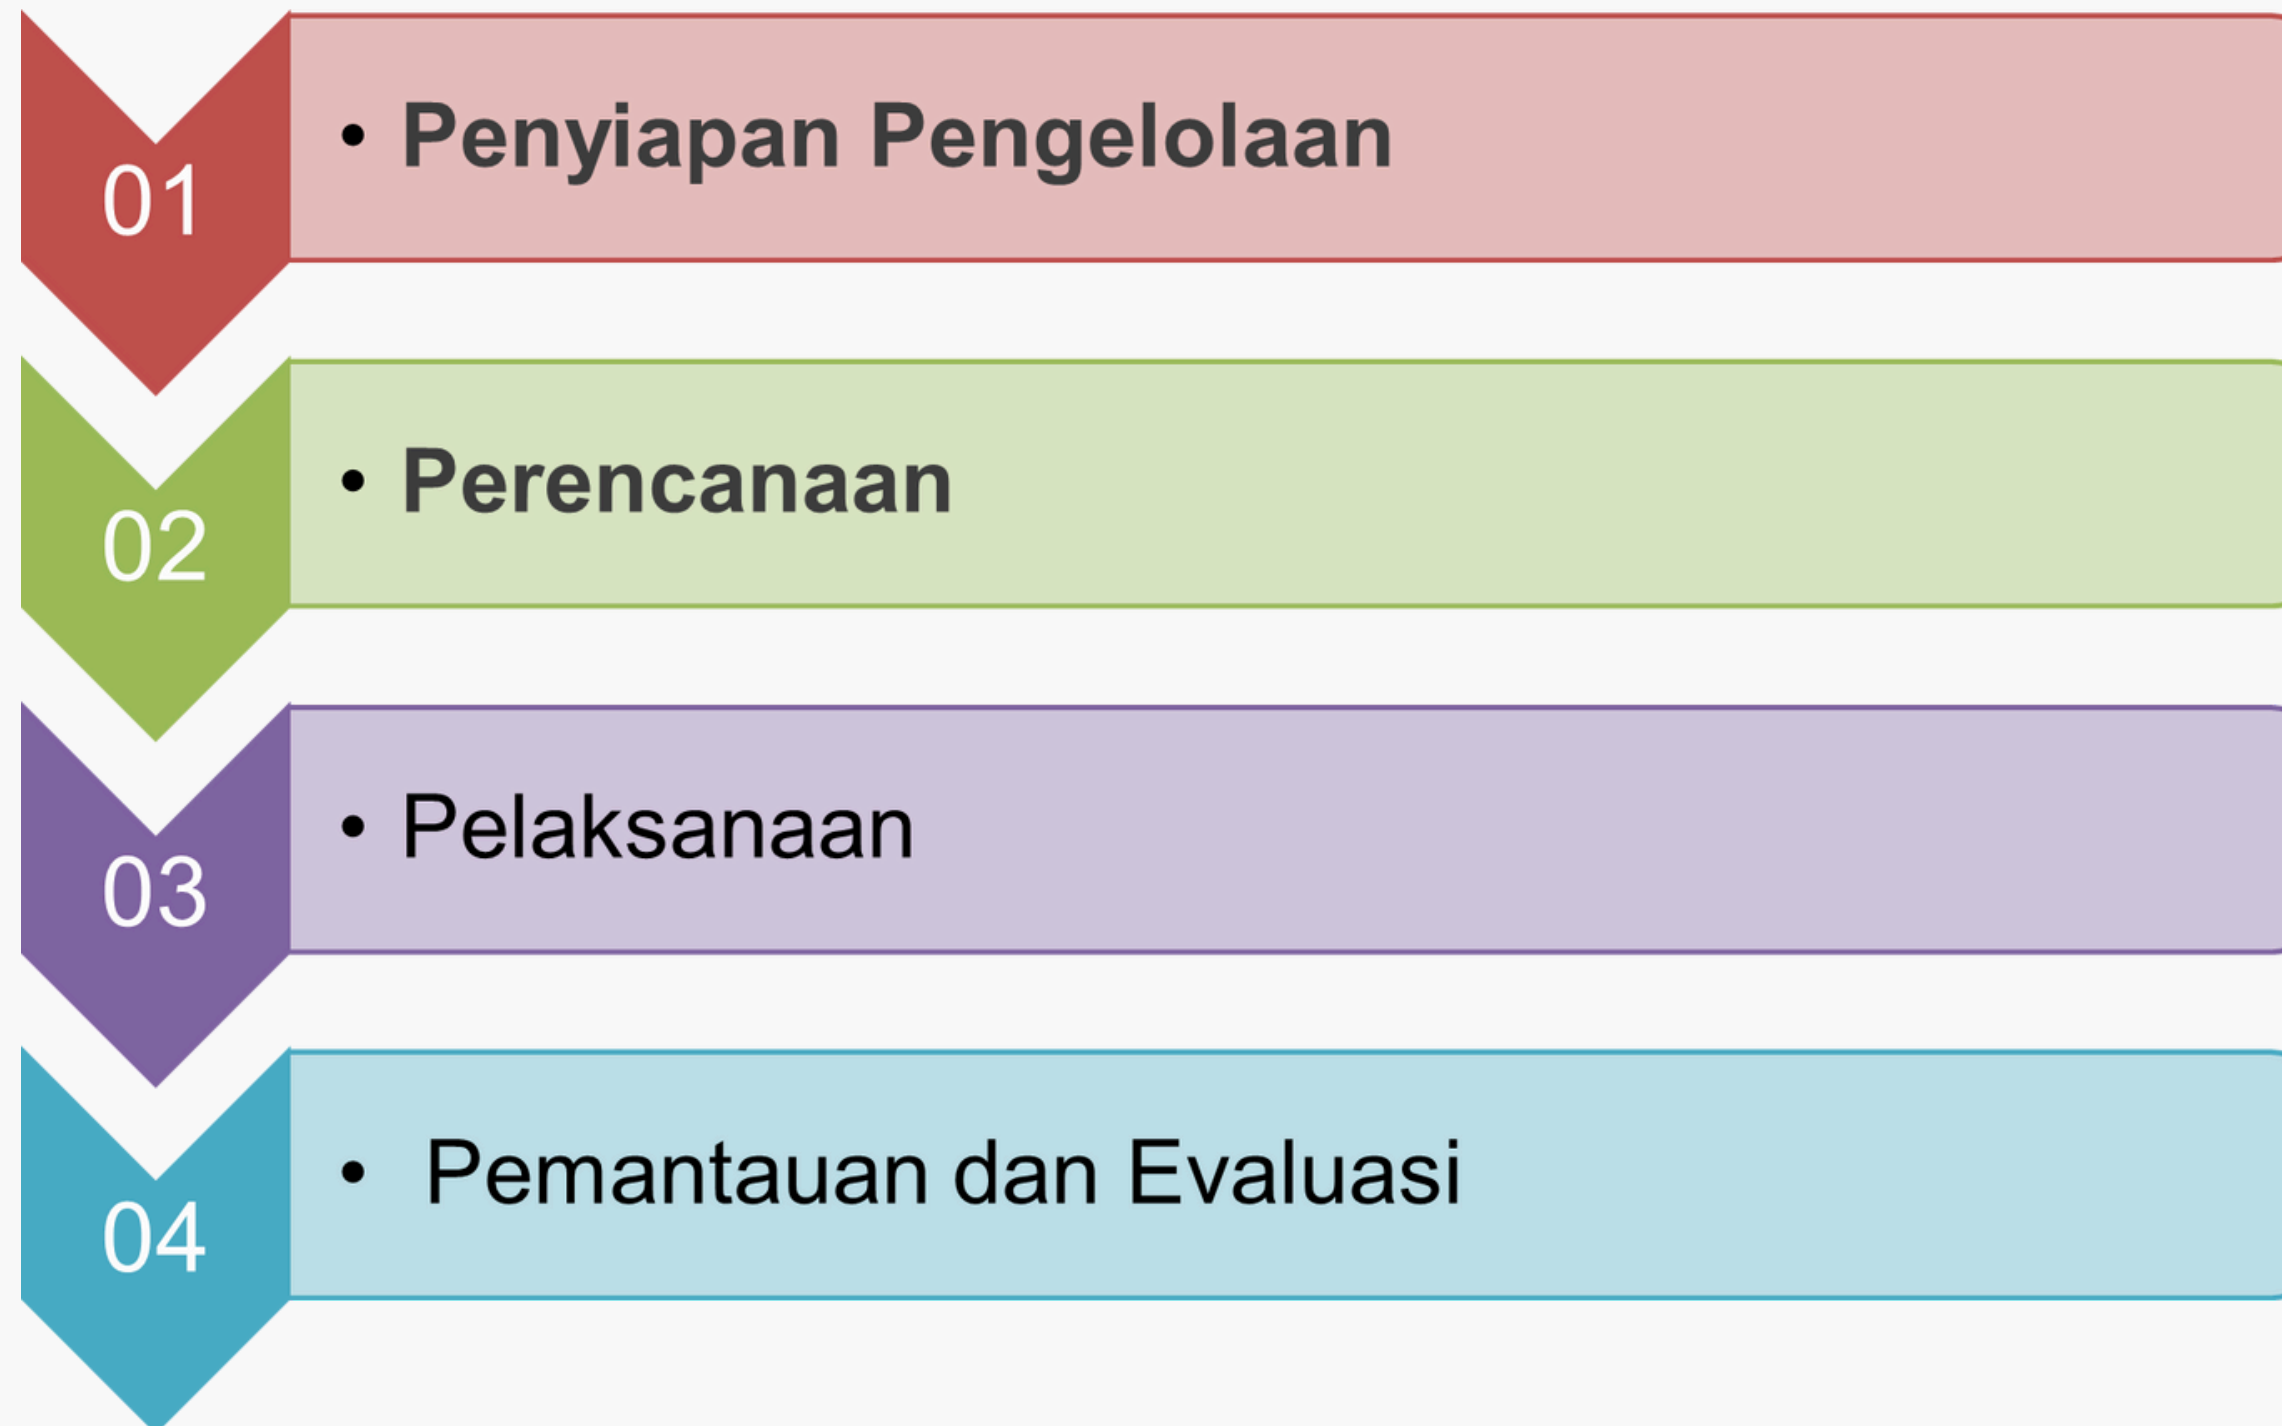 01
• Penyiapan Pengelolaan
02
• Perencanaan
03
• Pelaksanaan
04
• Pemantauan dan Evaluasi